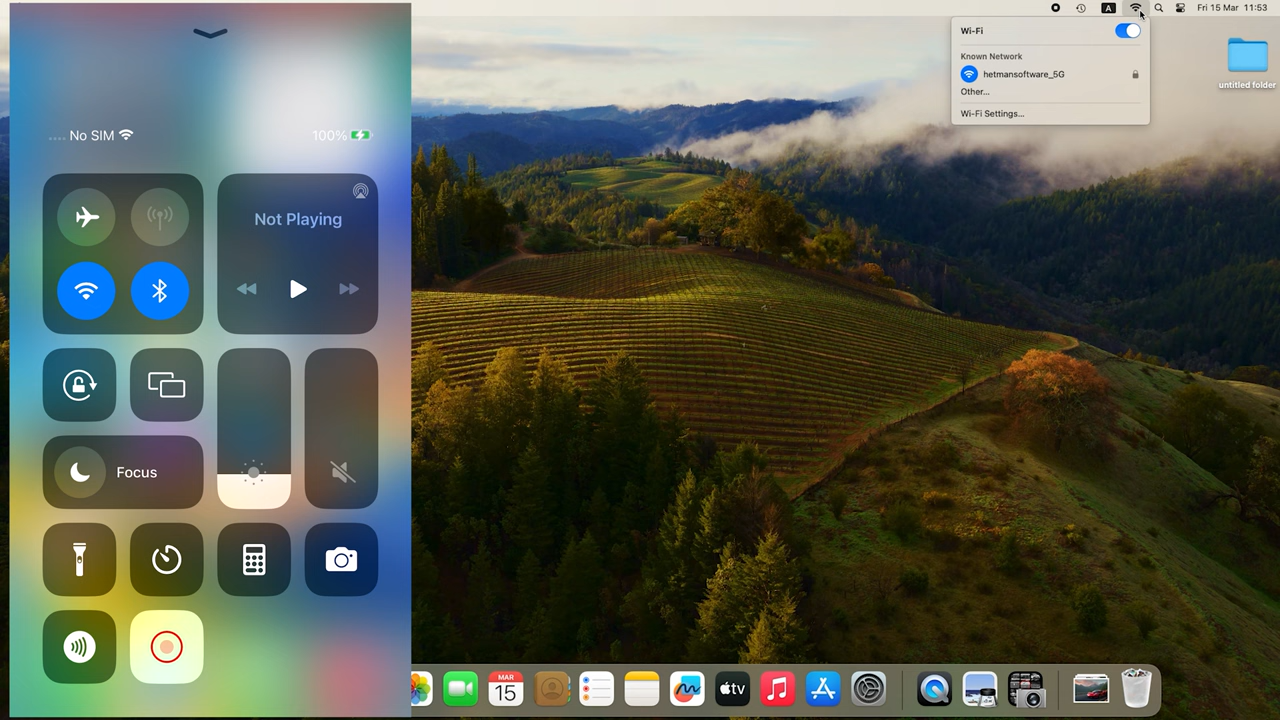 No SIM
100%
Not Playing
Focus
A
Fri 15 Mar 11:53
Wi-Fi
Known Network
hetmansoftware_5G
Other...
Wi-Fi Settings...
untitled folder
MAR
15
tv